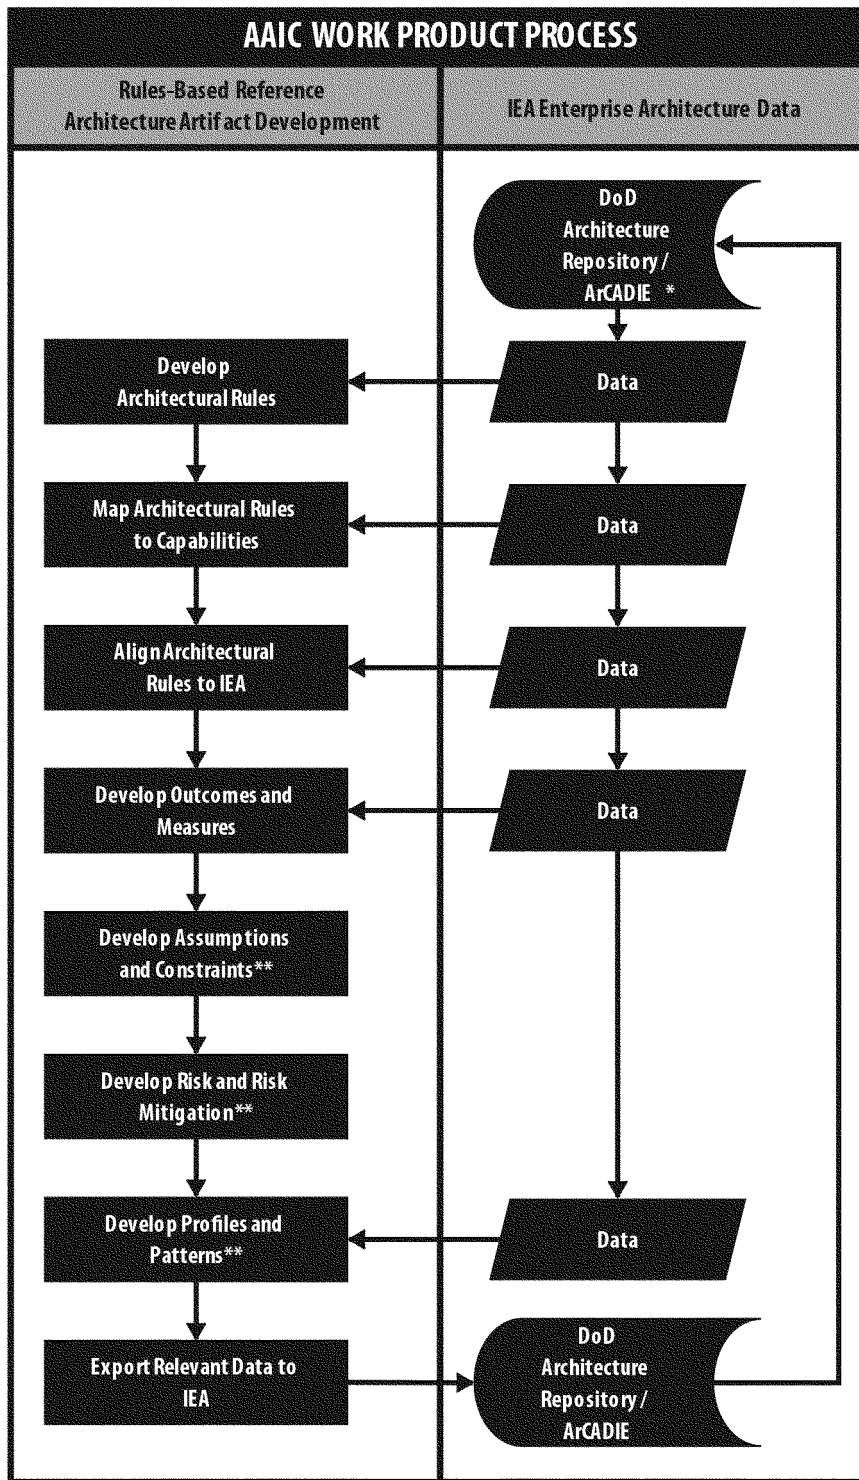 AAIC WORK PRODUCT PROCESS
Rules-Based Reference
Architecture Artifact Development
IEA Enterprise Architecture Data
DoD
Architecture
Repository /
ArCADIE *
Develop
Architectural Rules
Data
Map Architectural Rules
to Capabilities
Data
Align Architectural
Rules to IEA
Data
Develop Outcomes and
Measures
Data
Develop Assumptions
and Constraints**
Develop Risk and Risk
Mitigation**
Develop Profiles and
Patterns**
Data
Export Relevant Data to
IEA
DoD
Architecture
Repository /
ArCADIE